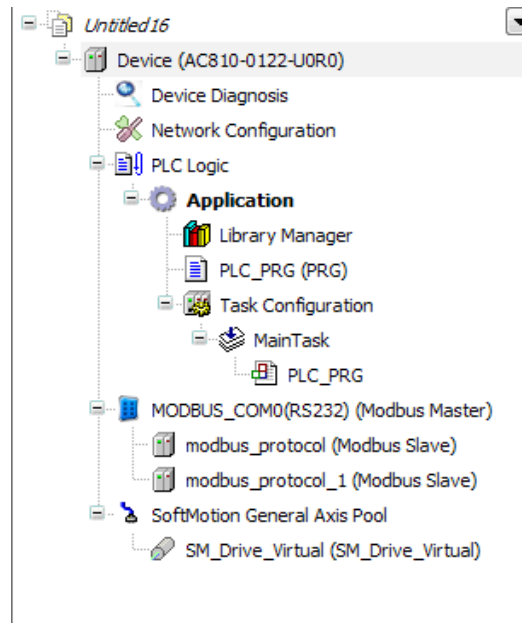 Untitled16
Device (AC810-0122-U0R0)
Device Diagnosis
Network Configuration
PLC Logic
Application
Library Manager
PLC_PRG (PRG)
Task Configuration
MainTask
PLC_PRG
MODBUS_COM0(RS232) (Modbus Master)
modbus_protocol (Modbus Slave)
modbus_protocol_1 (Modbus Slave)
SoftMotion General Axis Pool
SM_Drive_Virtual (SM_Drive_Virtual)